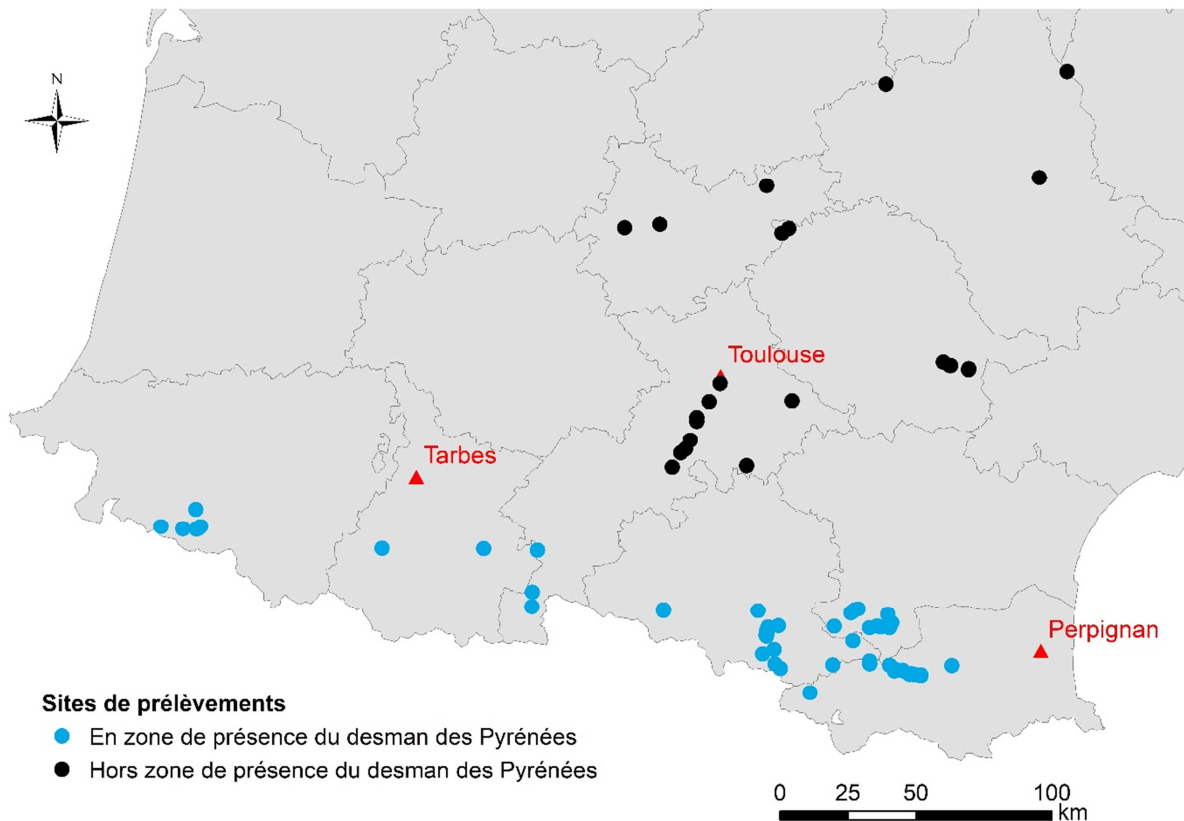 N
Toulouse
Tarbes
Perpignan
Sites de prélèvements
En zone de présence du desman des Pyrénées
Hors zone de présence du desman des Pyrénées
0 25 50 100
km